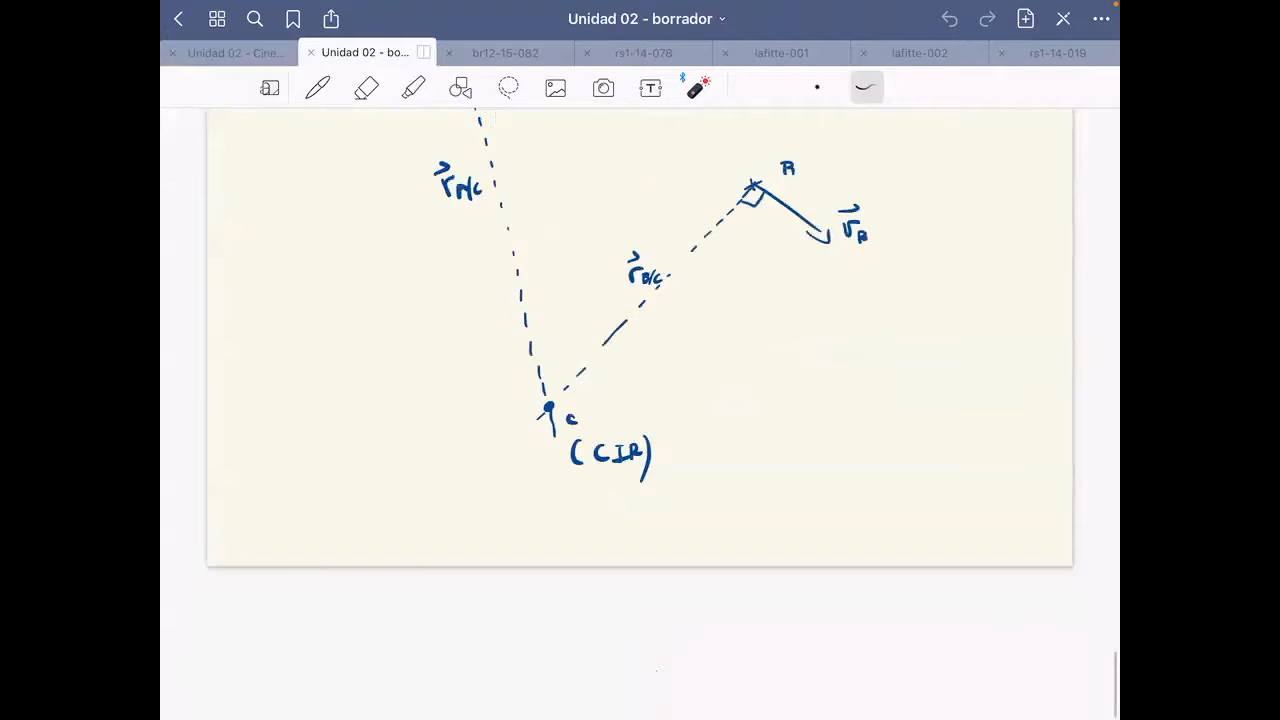 Unidad 02 - borrador
Unidad 02 - Cine...
Unidad 02 - bo...
br12-15-082
rs1-14-078
lafitte-001
lafitte-002
rs1-14-019
T
r B/C
C
(CIR)